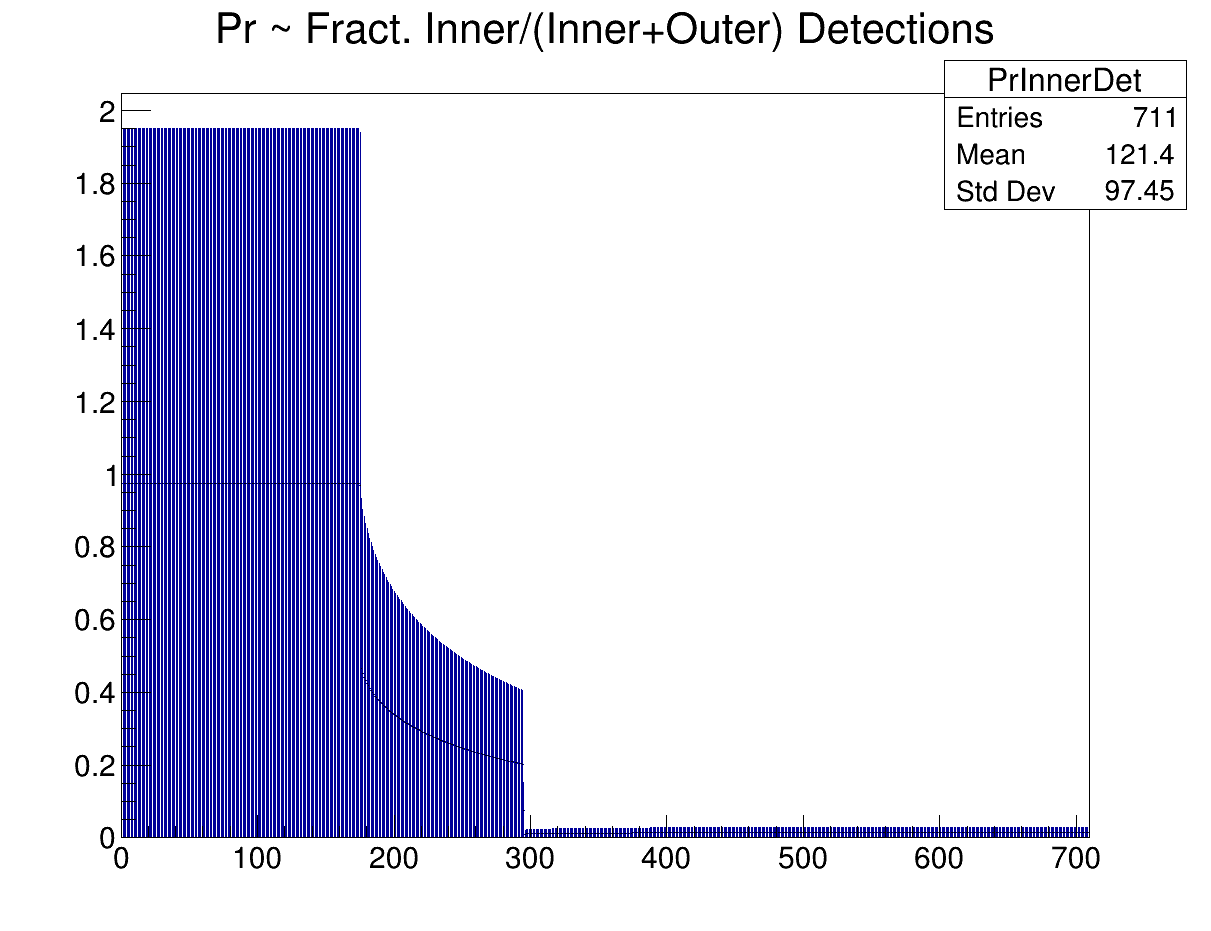 Pr ~ Fract. Inner/(Inner+Outer) Detections
PrInnerDet
Entries 711
Mean 121.4
Std Dev 97.45
2
1.8
1.6
1.4
1.2
1
0.8
0.6
0.4
0.2
0
0 100 200 300 400 500 600 700